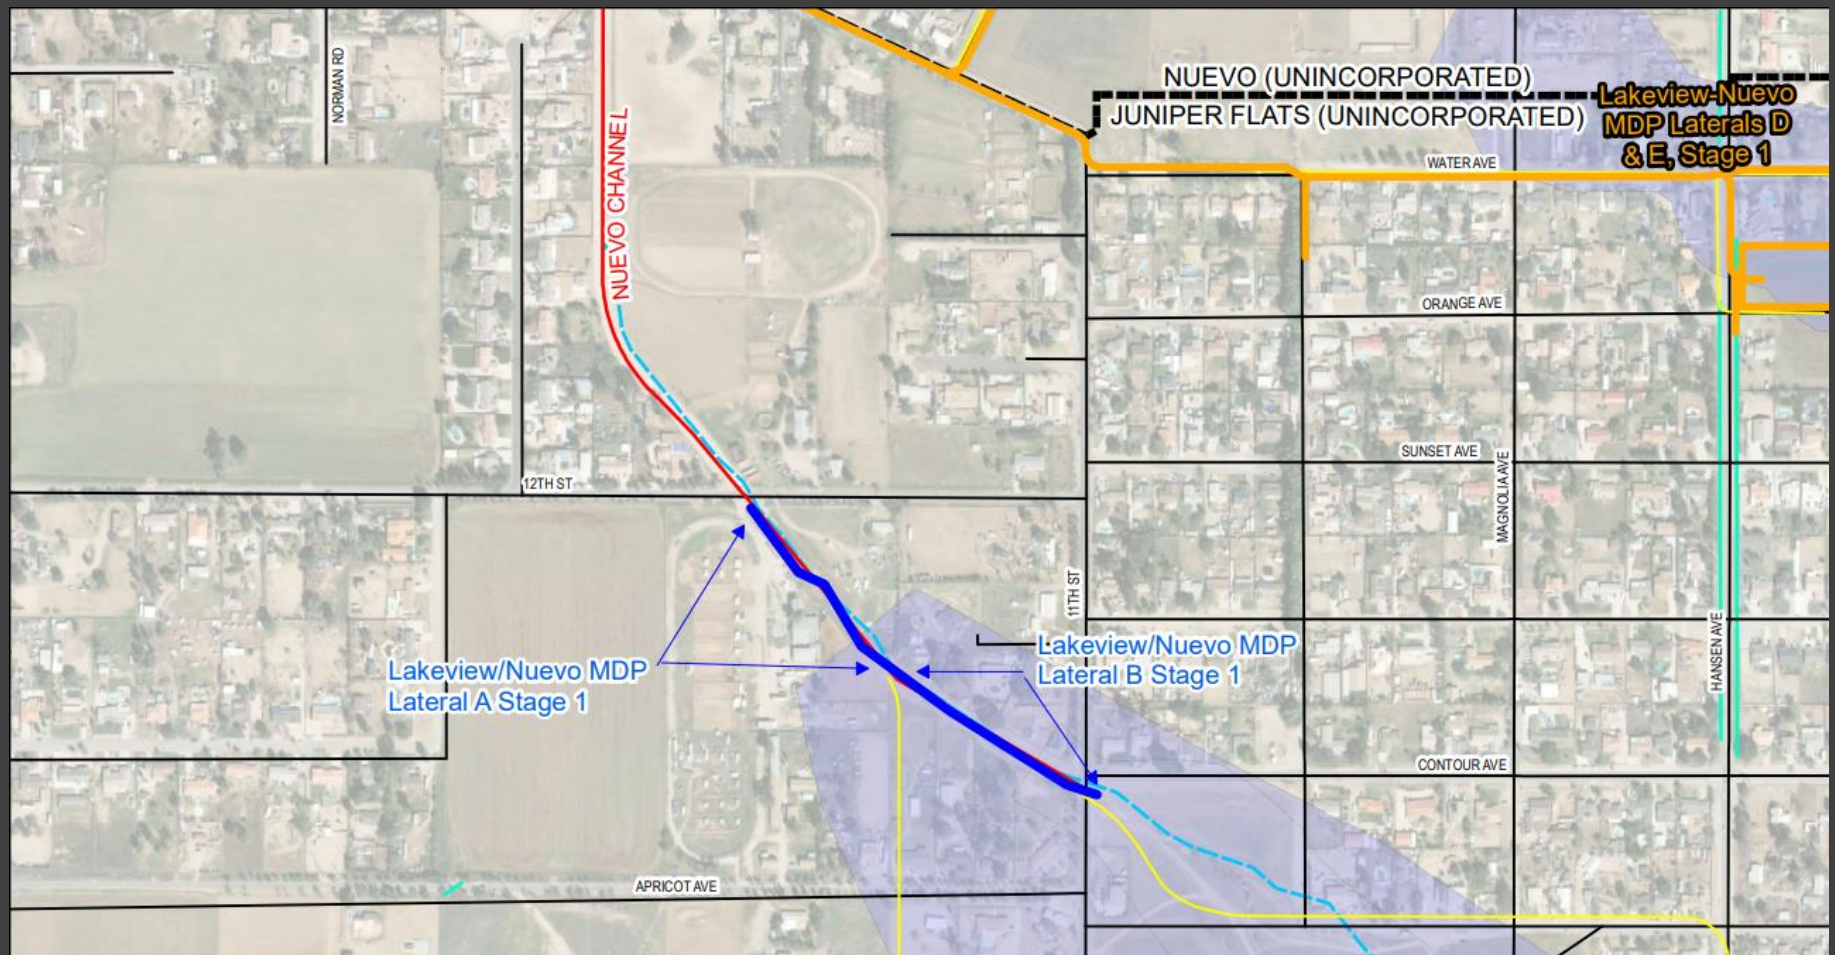 NORMAN RD
NUEVO CHANNEL
NUEVO (UNINCORPORATED)
JUNIPER FLATS (UNINCORPORATED)
Lakeview-Nuevo
MDP Laterals D
& E, Stage 1
WATER AVE
ORANGE AVE
SUNSET AVE
MAGNOLIA AVE
12TH ST
11TH ST
HANSEN AVE
Lakeview/Nuevo MDP
Lateral A Stage 1
Lakeview/Nuevo MDP
Lateral B Stage 1
CONTOUR AVE
APRICOT AVE